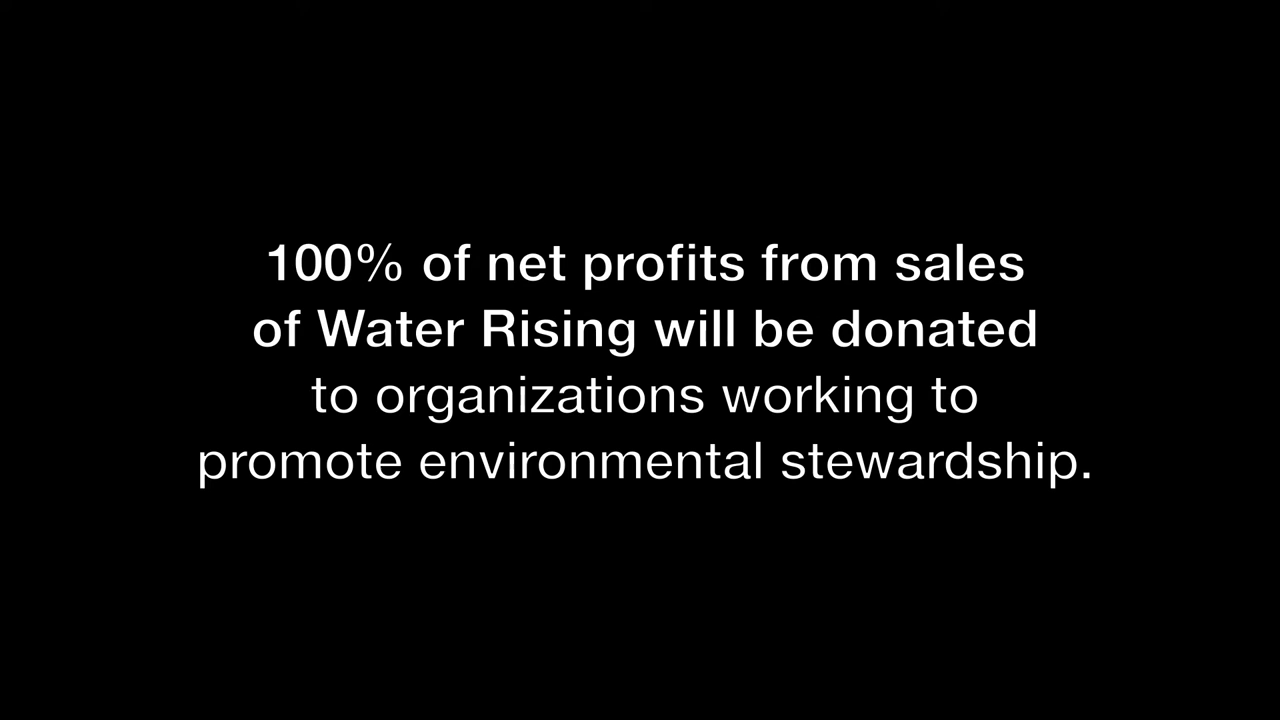 100% of net profits from sales
of Water Rising will be donated
to organizations working to
promote environmental stewardship.